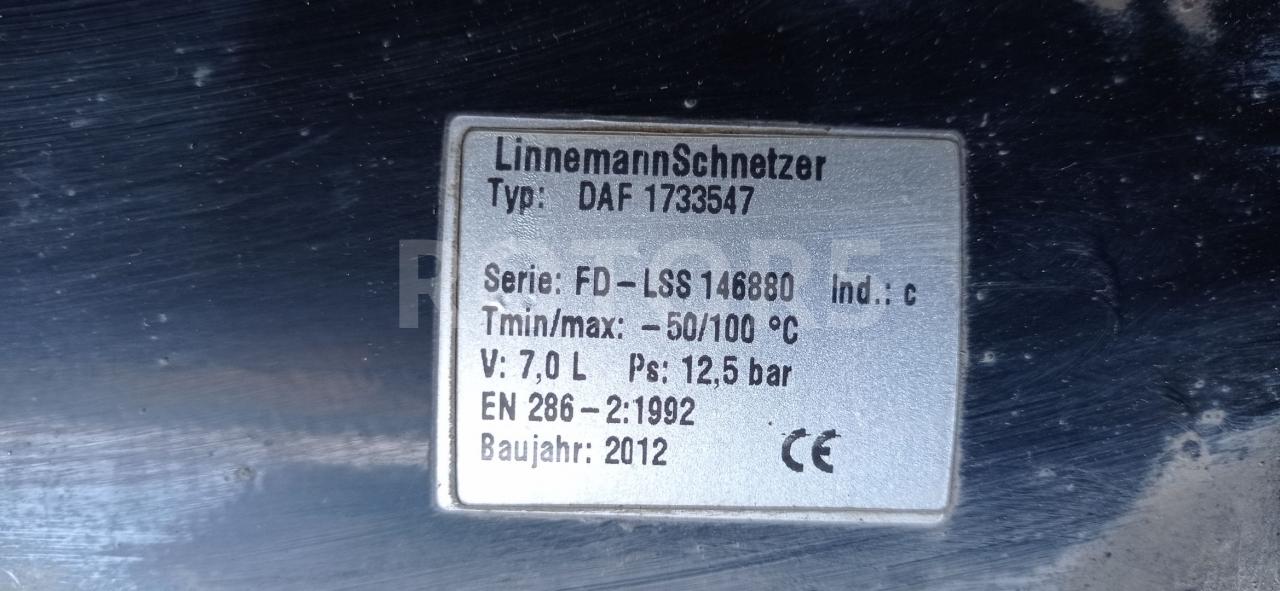 LinnemannSchnetzer
Typ: DAF 1733547
ROTOR5
Serie: FD-LSS 146880 Ind.: c
Tmin/max: -50/100 °C
V: 7,0 L Ps: 12,5 bar
EN 286-2:1992
Baujahr: 2012 CE